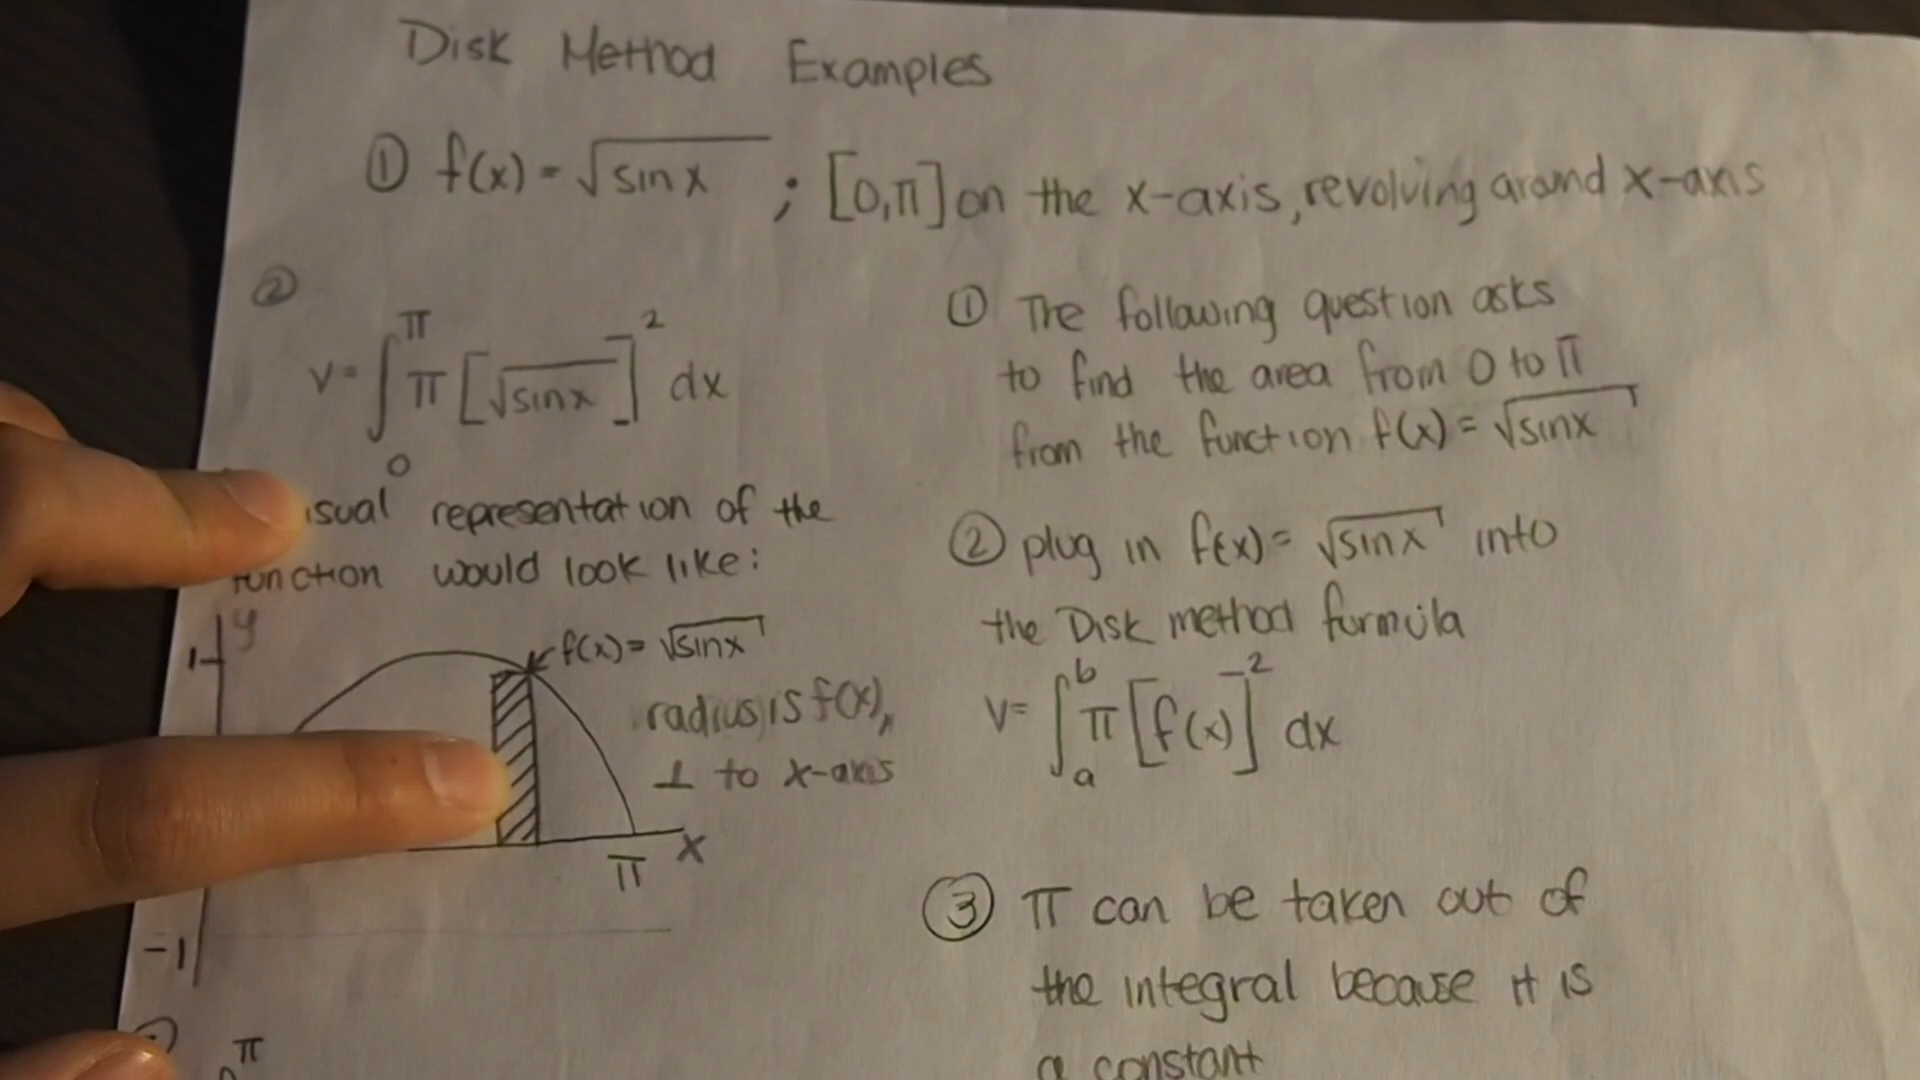 Disk Method Examples
① f(x) = √sin x ; [0,π] on the x-axis, revolving around x-axis
②
V = ∫₀^π π [√sin x]² dx
isual representation of the
function would look like:
y
1
f(x) = √sin x
radius is f(x),
⊥ to x-axis
x
π
-1
π
① The following question asks
to find the area from 0 to π
from the function f(x) = √sin x
② plug in f(x) = √sin x into
the Disk method formula
V = ∫ₐᵇ π [f(x)]² dx
③ π can be taken out of
the integral because it is
a constant